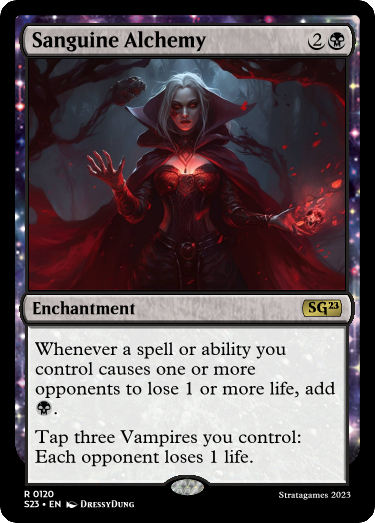 Sanguine Alchemy 2
Enchantment SG23
Whenever a spell or ability you
control causes one or more
opponents to lose 1 or more life, add
.
Tap three Vampires you control:
Each opponent loses 1 life.
R 0120
S23 • EN DressyDung
Stratagames 2023